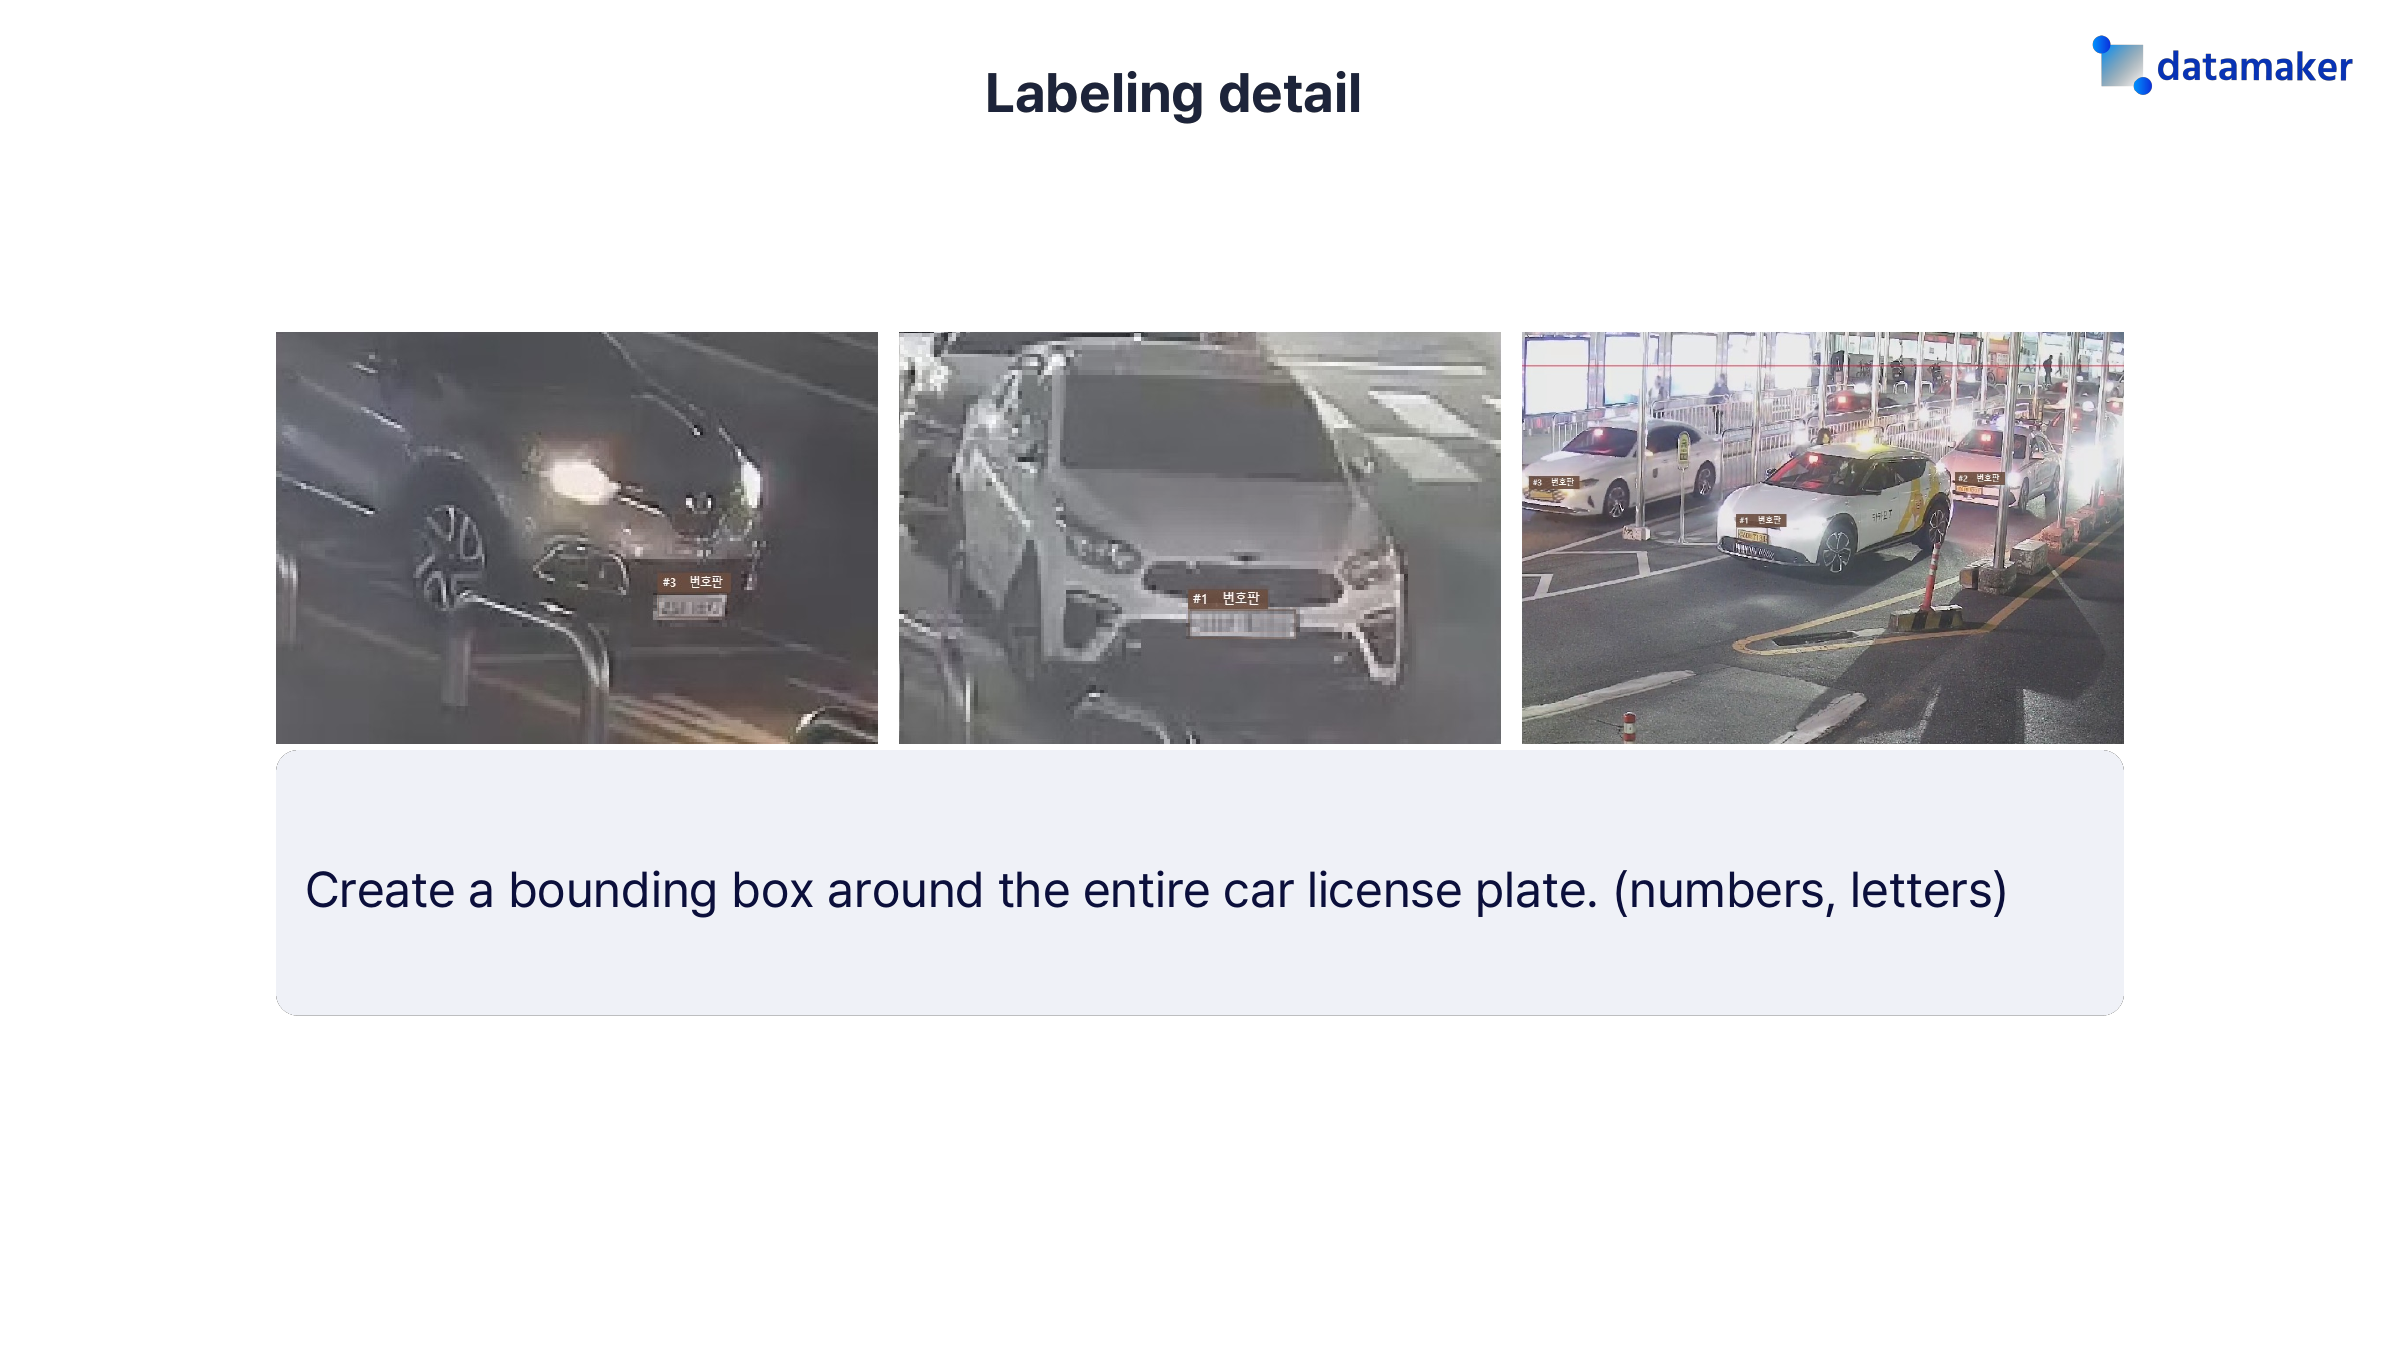 Labeling detail
datamaker
#3 번호판
#1 번호판
#3 번호판
#1 번호판
#2 번호판
Create a bounding box around the entire car license plate. (numbers, letters)